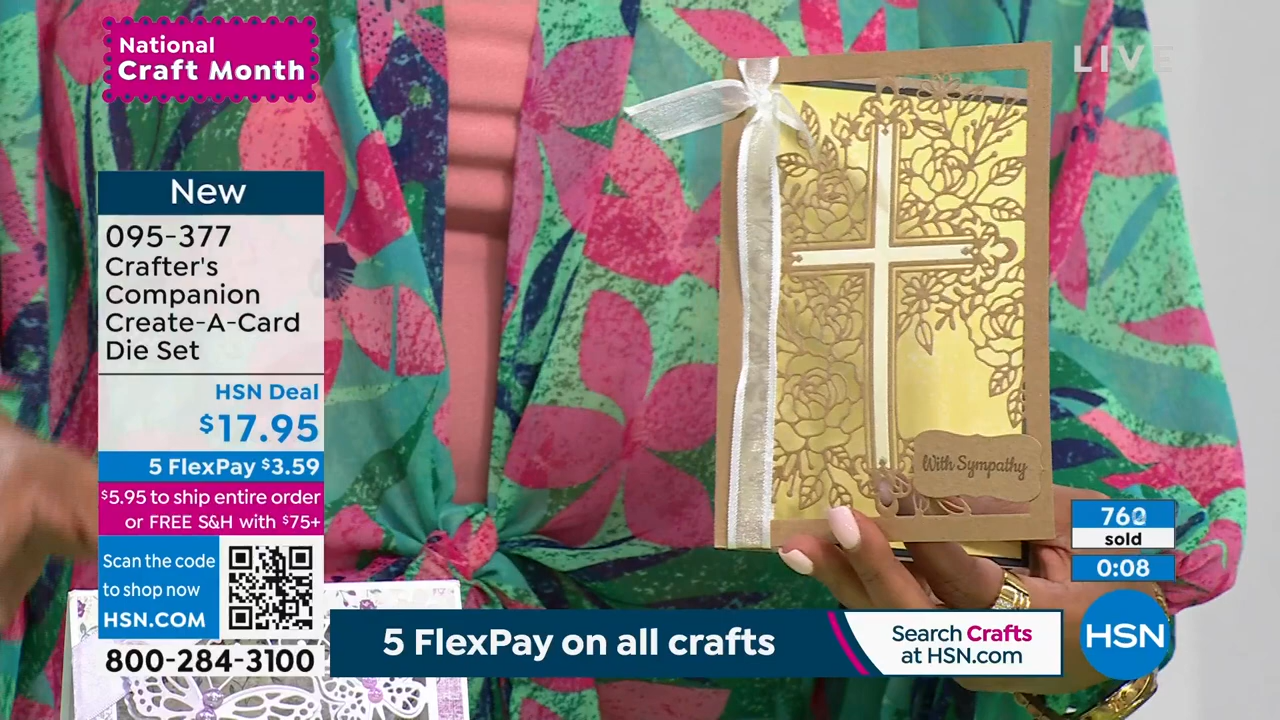 National
Craft Month
LIVE
New
095-377
Crafter's
Companion
Create-A-Card
Die Set
HSN Deal
$17.95
5 FlexPay $3.59
$5.95 to ship entire order
or FREE S&H with $75+
Scan the code
to shop now
HSN.COM
800-284-3100
With Sympathy
sold
0:08
5 FlexPay on all crafts
Search Crafts
at HSN.com
HSN